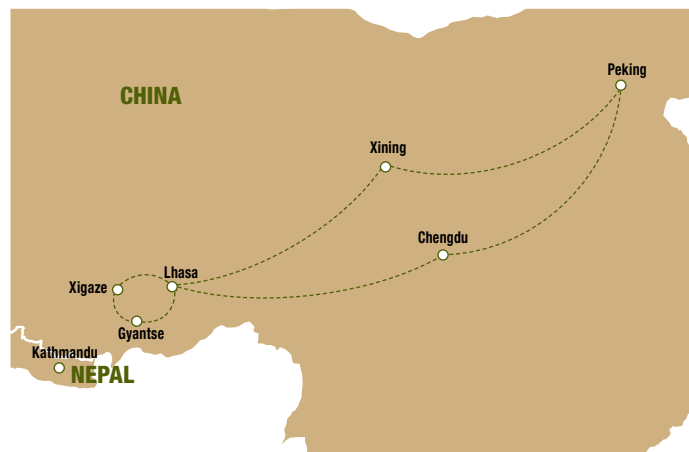 Peking
CHINA
Xining
Chengdu
Lhasa
Xigaze
Gyantse
Kathmandu
NEPAL